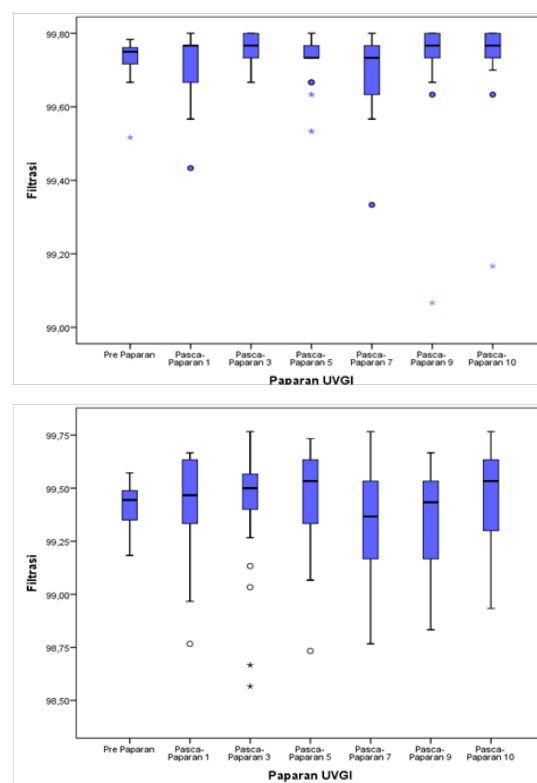 99,80
99,60
99,40
99,20
99,00
Filtrasi
Pre Paparan
Pasca-
Paparan 1
Pasca-
Paparan 3
Pasca-
Paparan 5
Pasca-
Paparan 7
Pasca-
Paparan 9
Pasca-
Paparan 10
Paparan UVGI
99,75
99,50
99,25
99,00
98,75
98,50
Filtrasi
Pre Paparan
Pasca-
Paparan 1
Pasca-
Paparan 3
Pasca-
Paparan 5
Pasca-
Paparan 7
Pasca-
Paparan 9
Pasca-
Paparan 10
Paparan UVGI